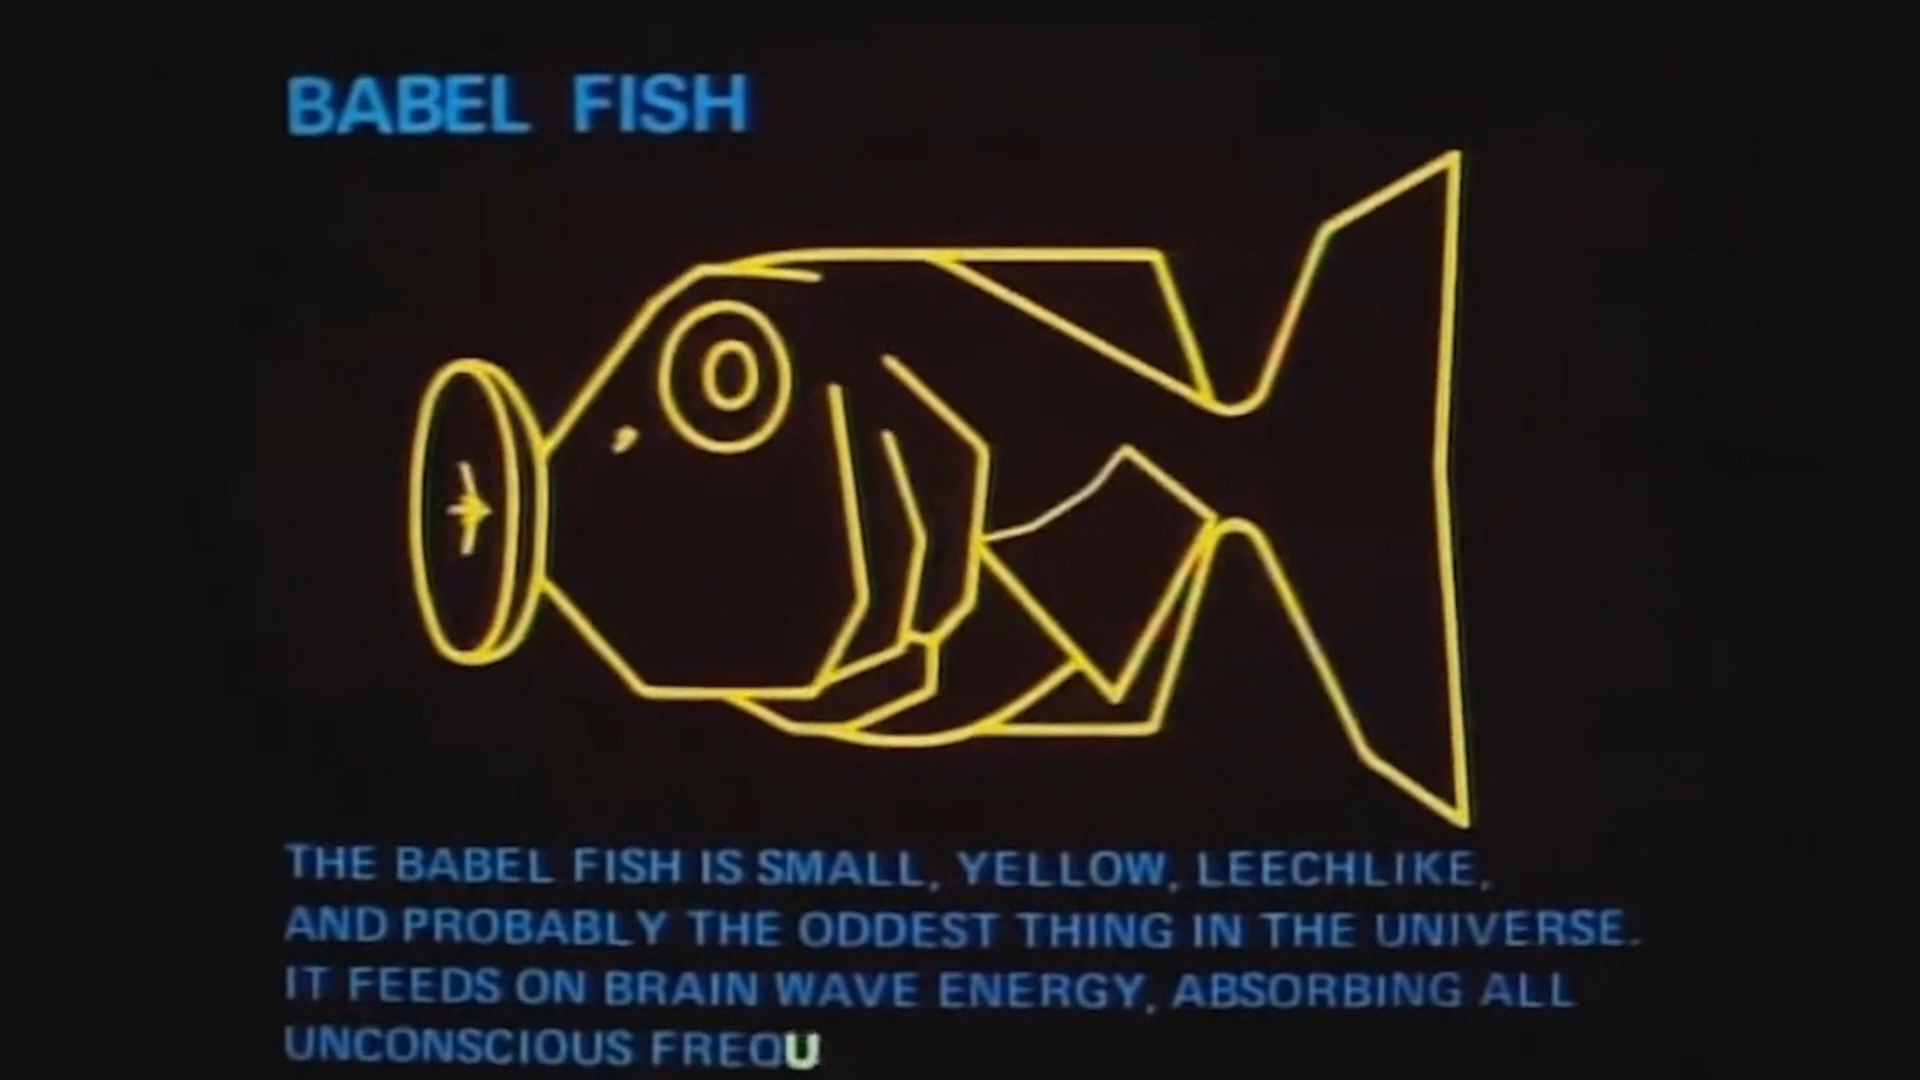 BABEL FISH
THE BABEL FISH IS SMALL, YELLOW, LEECHLIKE,
AND PROBABLY THE ODDEST THING IN THE UNIVERSE.
IT FEEDS ON BRAIN WAVE ENERGY, ABSORBING ALL
UNCONSCIOUS FREQU